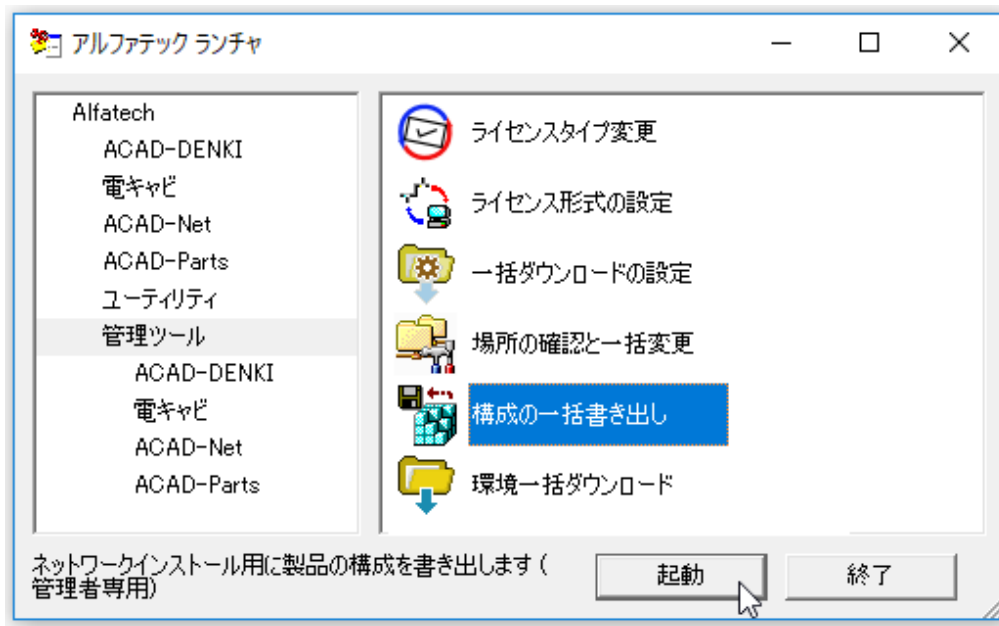 アルファテック ランチャ
Alfatech
ACAD-DENKI
電キャビ
ACAD-Net
ACAD-Parts
ユーティリティ
管理ツール
ACAD-DENKI
電キャビ
ACAD-Net
ACAD-Parts
ライセンスタイプ変更
ライセンス形式の設定
一括ダウンロードの設定
場所の確認と一括変更
構成の一括書き出し
環境一括ダウンロード
ネットワークインストール用に製品の構成を書き出します(
管理者専用)
起動
終了